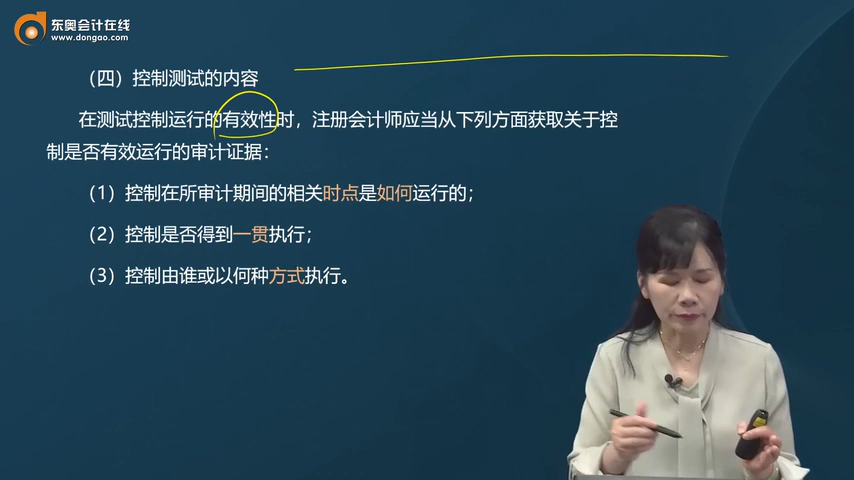 东奥会计在线
www.dongao.com
（四）控制测试的内容
在测试控制运行的有效性时，注册会计师应当从下列方面获取关于控
制是否有效运行的审计证据：
（1）控制在所审计期间的相关时点是如何运行的；
（2）控制是否得到一贯执行；
（3）控制由谁或以何种方式执行。